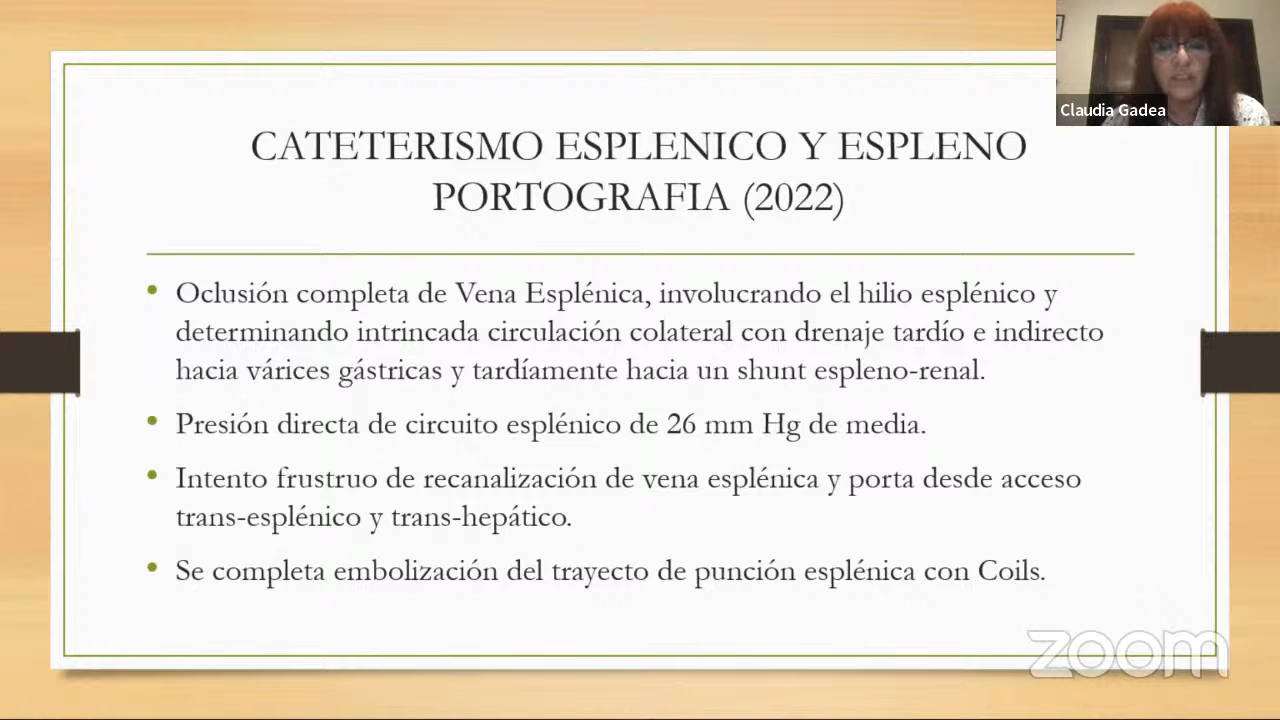 Claudia Gadea
CATETERISMO ESPLENICO Y ESPLENO
PORTOGRAFIA (2022)
• Oclusión completa de Vena Esplénica, involucrando el hilio esplénico y
determinando intrincada circulación colateral con drenaje tardío e indirecto
hacia várices gástricas y tardíamente hacia un shunt espleno-renal.
• Presión directa de circuito esplénico de 26 mm Hg de media.
• Intento frustruo de recanalización de vena esplénica y porta desde acceso
trans-esplénico y trans-hepático.
• Se completa embolización del trayecto de punción esplénica con Coils.
zoom